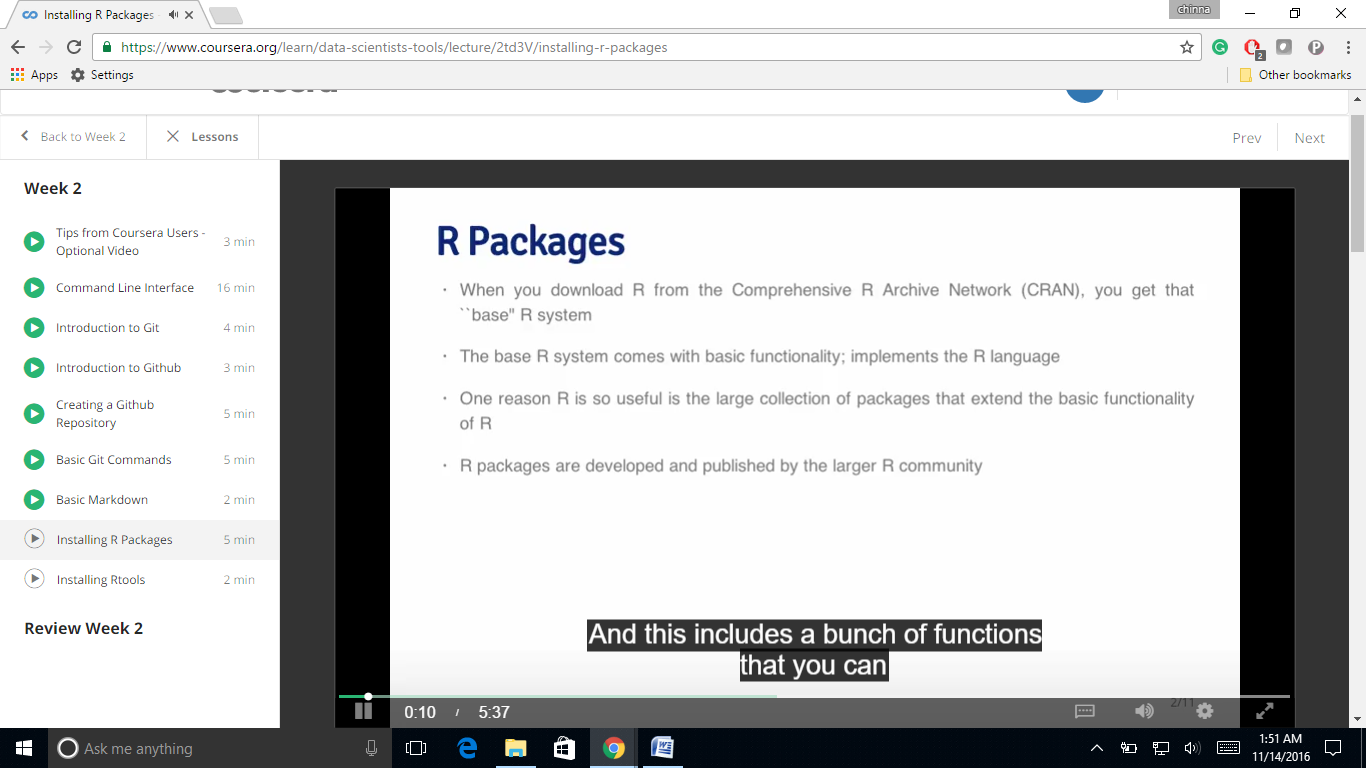 Installing R Packages
chinna
https://www.coursera.org/learn/data-scientists-tools/lecture/2td3V/installing-r-packages
2
Apps Settings Other bookmarks
Back to Week 2 Lessons Prev Next
Week 2
Tips from Coursera Users -
Optional Video 3 min
Command Line Interface 16 min
Introduction to Git 4 min
Introduction to Github 3 min
Creating a Github
Repository 5 min
Basic Git Commands 5 min
Basic Markdown 2 min
Installing R Packages 5 min
Installing Rtools 2 min
Review Week 2
R Packages
· When you download R from the Comprehensive R Archive Network (CRAN), you get that
``base" R system
· The base R system comes with basic functionality; implements the R language
· One reason R is so useful is the large collection of packages that extend the basic functionality
of R
· R packages are developed and published by the larger R community
And this includes a bunch of functions
that you can
2/11
0:10 / 5:37
Ask me anything
1:51 AM
11/14/2016